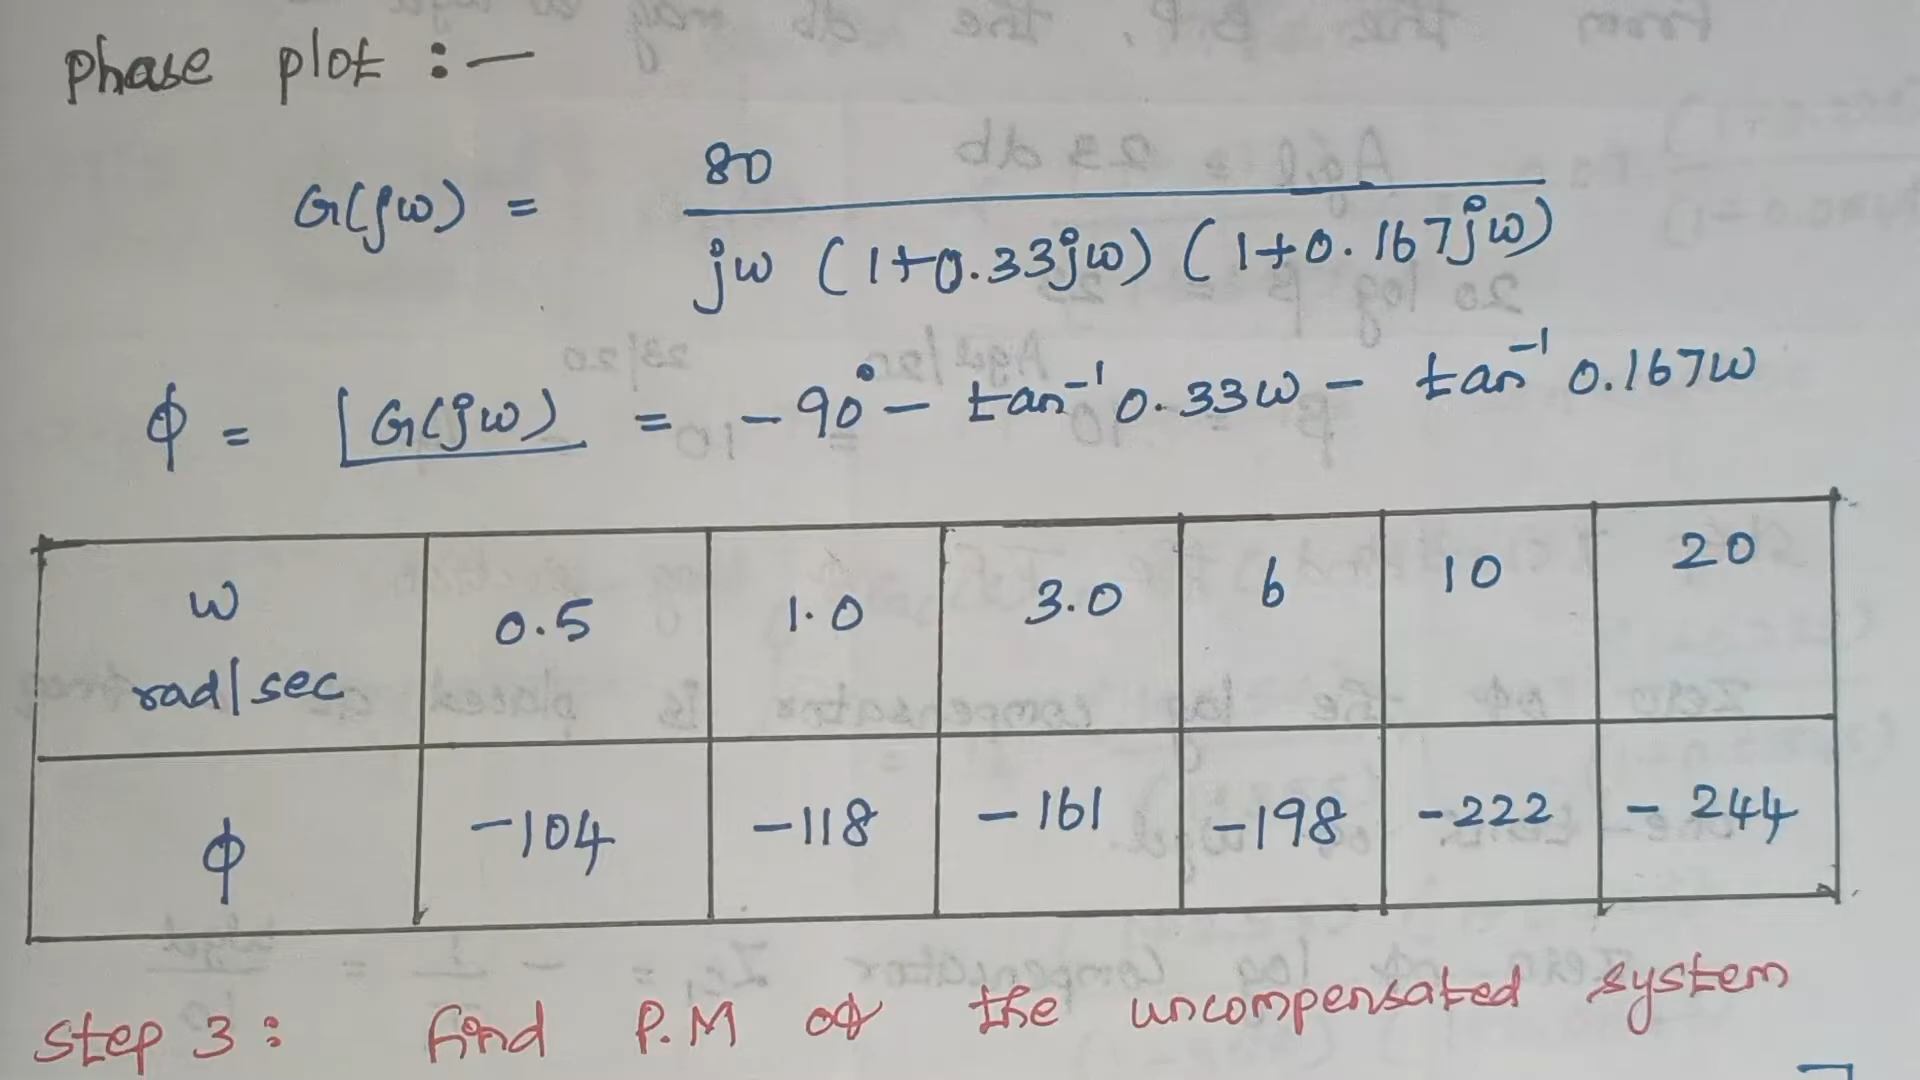 Phase plot :-
G(jω) = 80 / jω (1+0.33jω) (1+0.167jω)
ϕ = ∠G(jω) = -90° - tan⁻¹ 0.33ω - tan⁻¹ 0.167ω
ω rad/sec 0.5 1.0 3.0 6 10 20
ϕ -104 -118 -161 -198 -222 -244
Step 3: find P.M of the uncompensated system